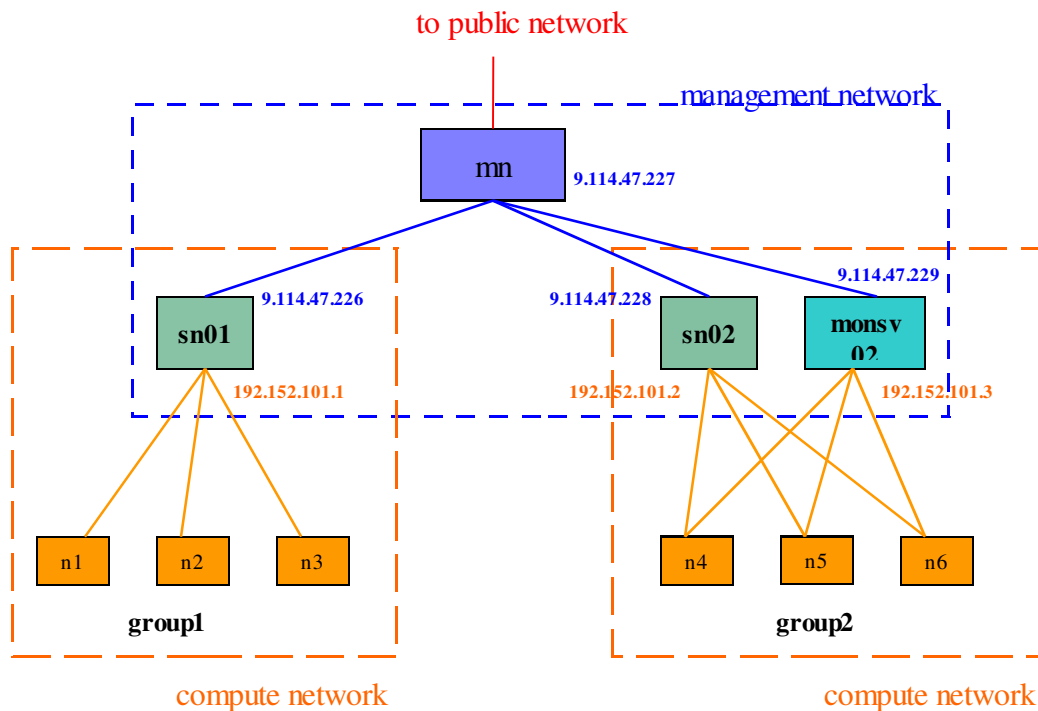 to public network
management network
mn
9.114.47.227
9.114.47.229
9.114.47.226
9.114.47.228
sn01
sn02
monsv
02
192.152.101.1
192.152.101.2
192.152.101.3
n1
n2
n3
n4
n5
n6
group1
group2
compute network
compute network